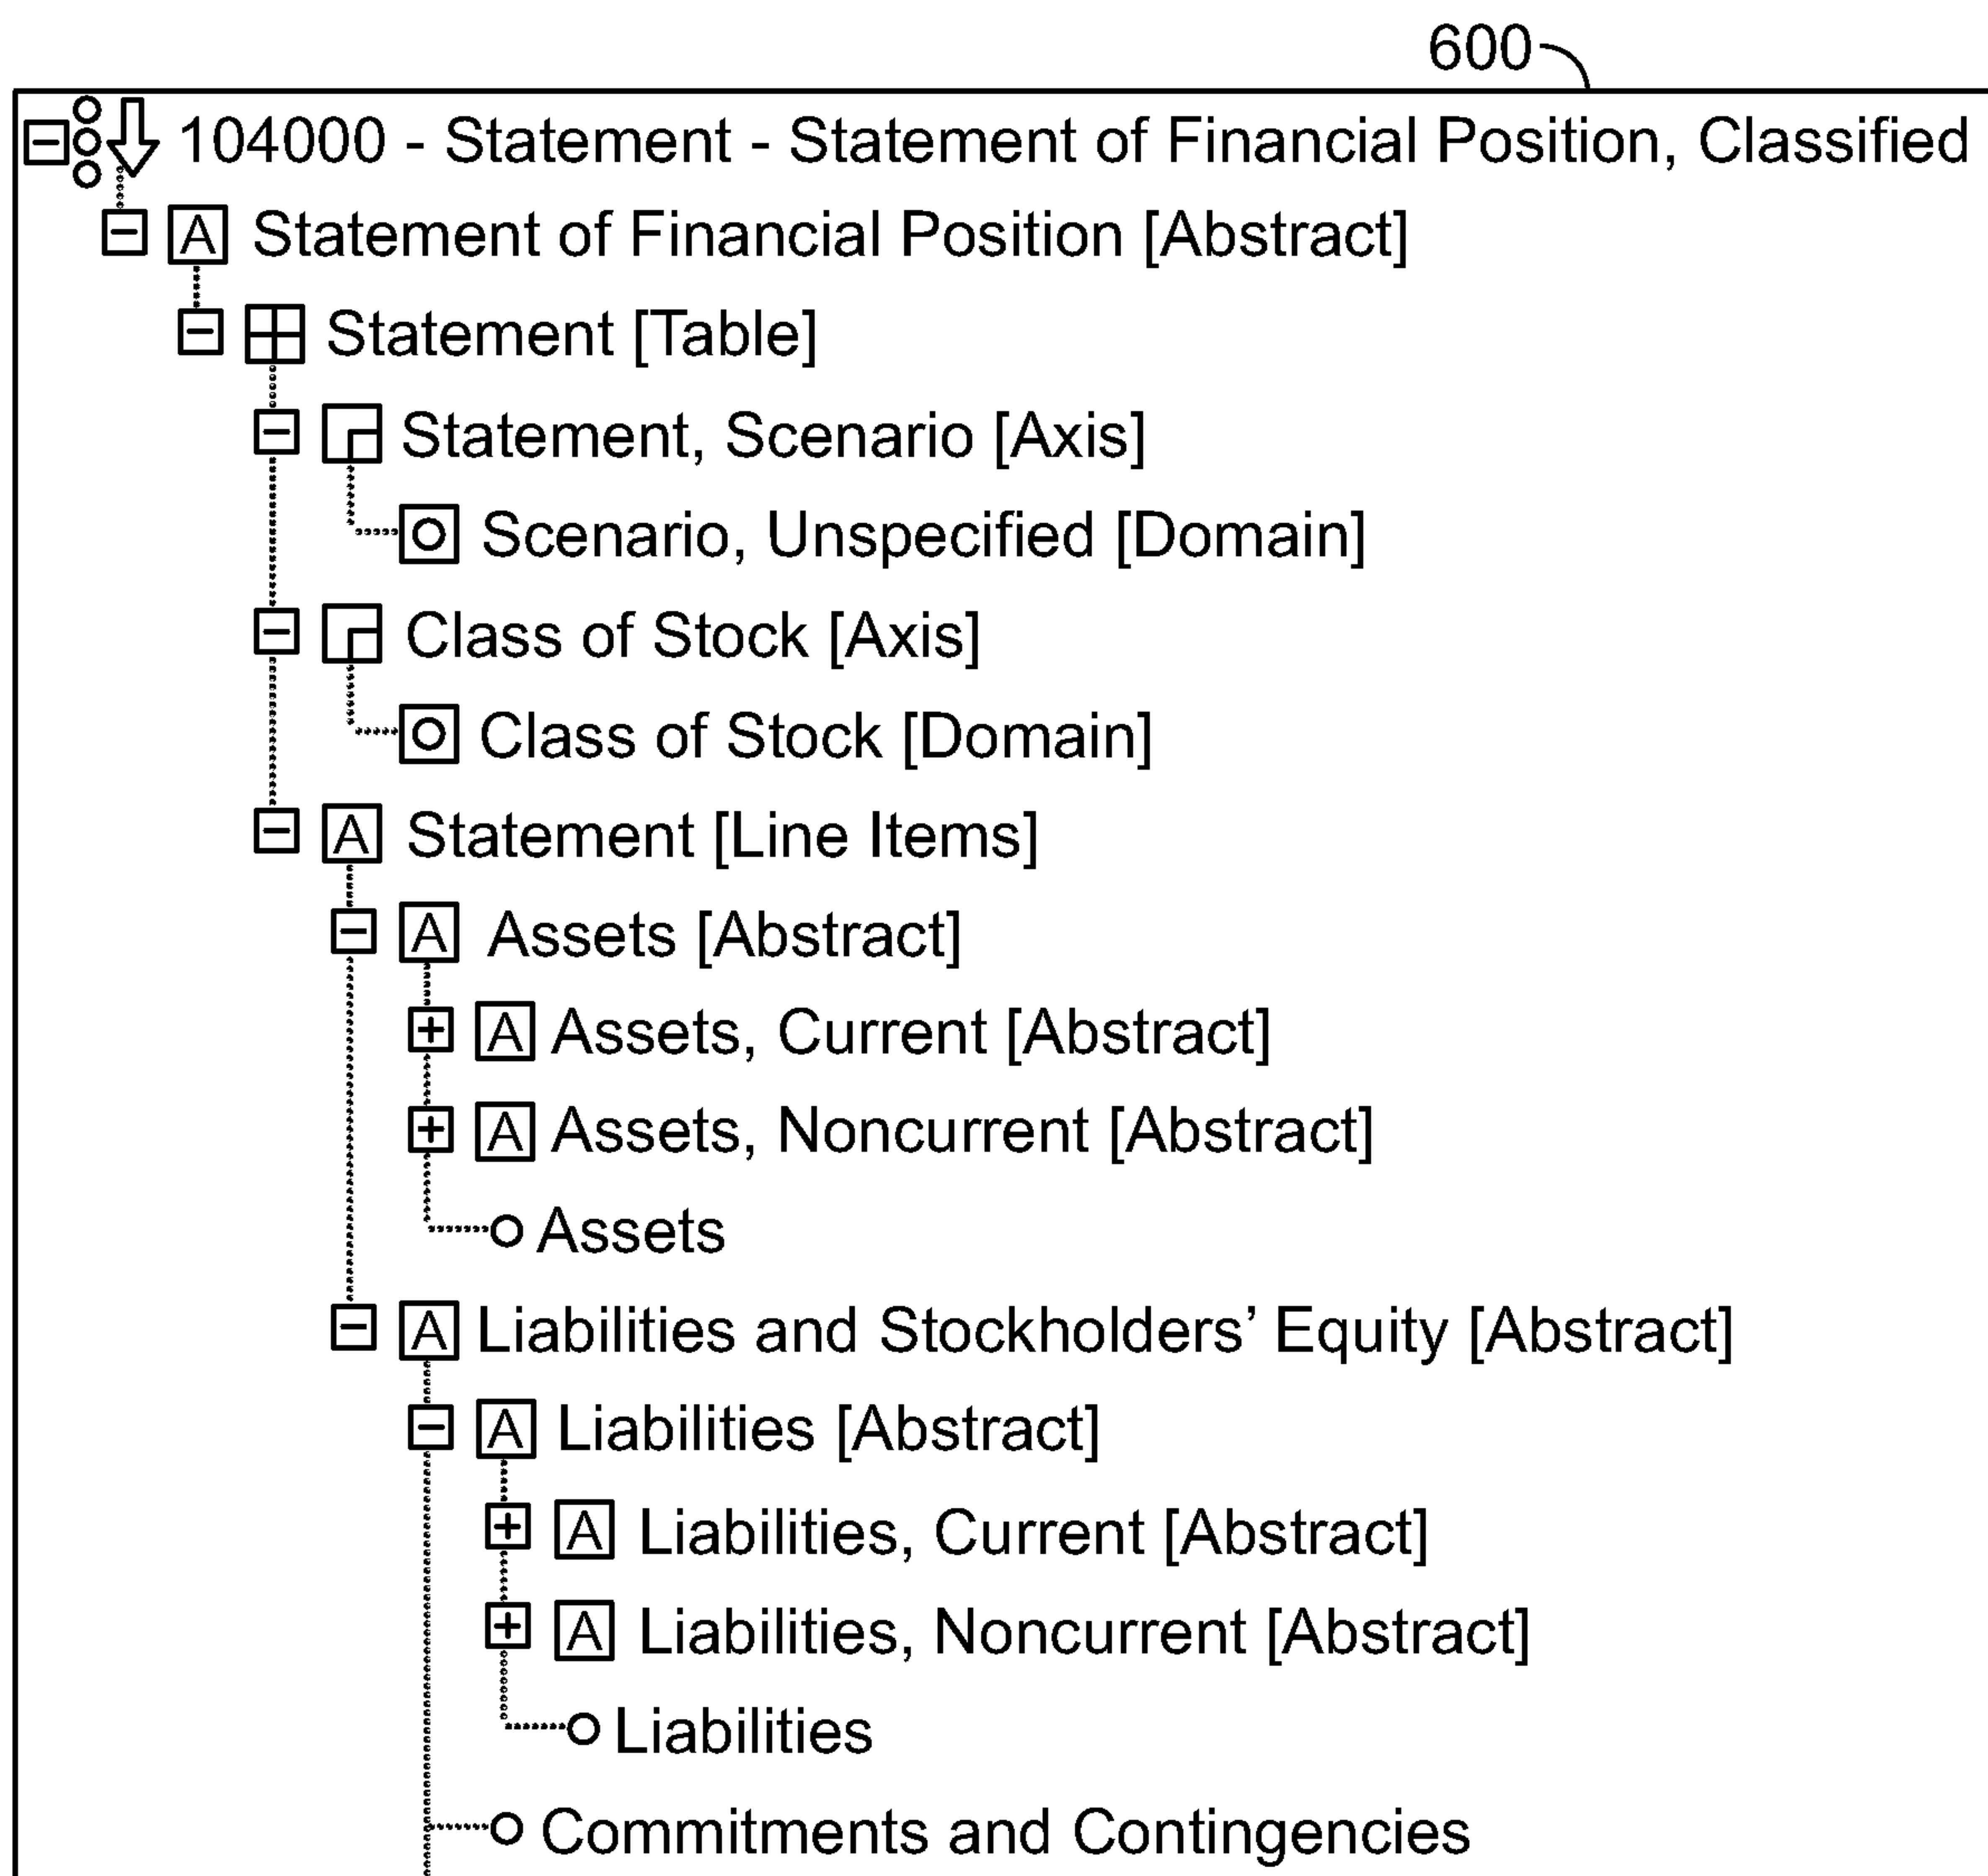 600
104000 - Statement - Statement of Financial Position, Classified
A Statement of Financial Position [Abstract]
Statement [Table]
Statement, Scenario [Axis]
Scenario, Unspecified [Domain]
Class of Stock [Axis]
Class of Stock [Domain]
A Statement [Line Items]
A Assets [Abstract]
A Assets, Current [Abstract]
A Assets, Noncurrent [Abstract]
Assets
A Liabilities and Stockholders’ Equity [Abstract]
A Liabilities [Abstract]
A Liabilities, Current [Abstract]
A Liabilities, Noncurrent [Abstract]
Liabilities
Commitments and Contingencies